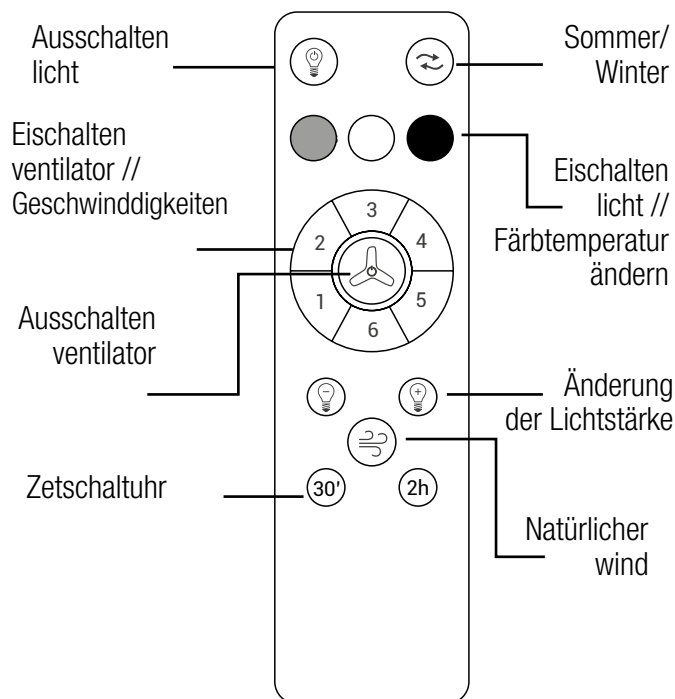 Ausschalten
licht
Sommer/
Winter
Eischalten
ventilator //
Geschwinddigkeiten
Eischalten
licht //
Färbtemperatur
ändern
3
2
4
1
5
6
Ausschalten
ventilator
Änderung
der Lichtstärke
Zetschaltuhr
30’
2h
Natürlicher
wind